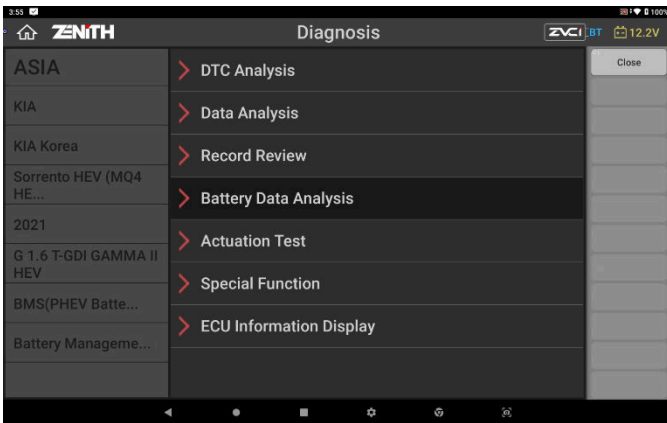 3:55
100%
ZENITH
Diagnosis
ZVCI
BT
12.2V
ASIA
KIA
KIA Korea
Sorrento HEV (MQ4
HE...
2021
G 1.6 T-GDI GAMMA II
HEV
BMS(PHEV Batte...
Battery Manageme...
DTC Analysis
Data Analysis
Record Review
Battery Data Analysis
Actuation Test
Special Function
ECU Information Display
Close